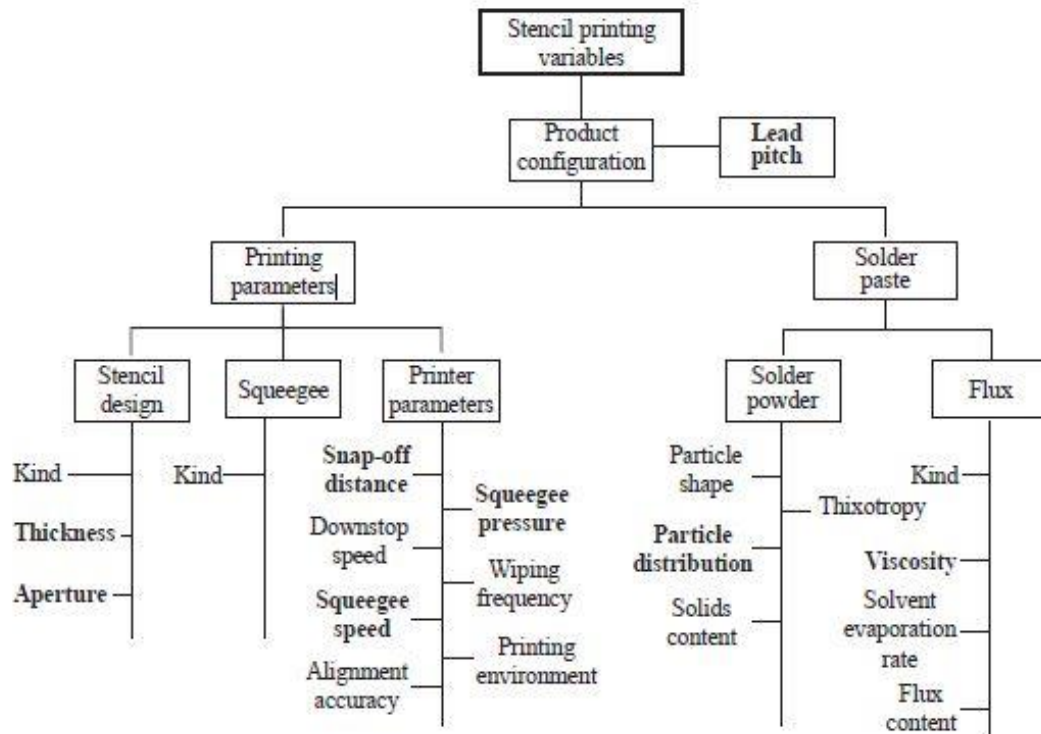 Stencil printing
variables
Product
configuration
Lead
pitch
Printing
parameters
Solder
paste
Stencil
design
Squeegee
Printer
parameters
Solder
powder
Flux
Kind
Thickness
Aperture
Kind
Snap-off
distance
Squeegee
pressure
Downstop
speed
Wiping
frequency
Squeegee
speed
Printing
environment
Alignment
accuracy
Particle
shape
Thixotropy
Particle
distribution
Solids
content
Kind
Viscosity
Solvent
evaporation
rate
Flux
content